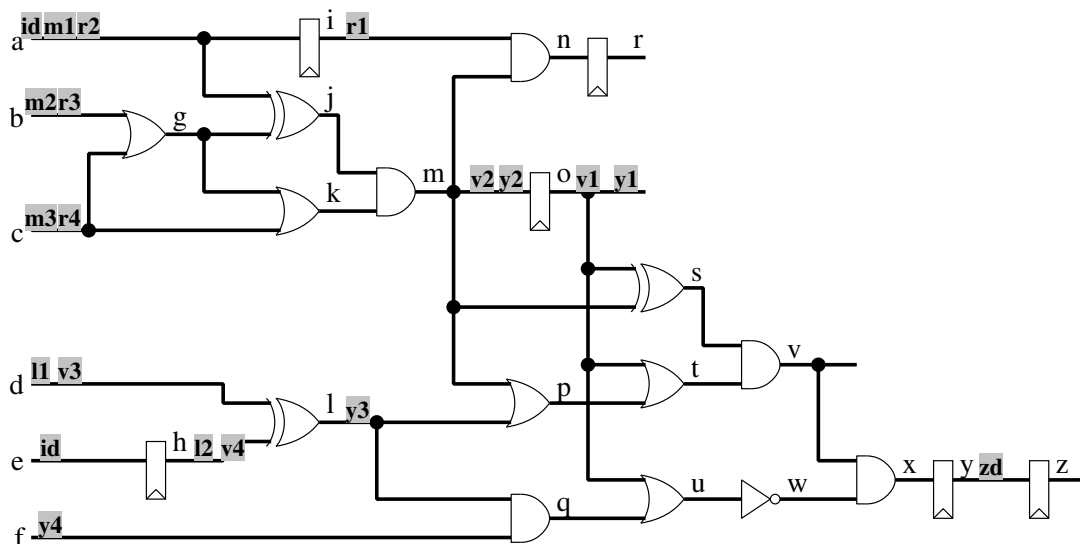 id m1 r2 i r1 n r
a
m2 r3 g j
b
m v2 y2 o v1 y1
k
m3 r4
c
s
v
l1 v3 t
d p
l y3
id h l2 v4
e x y zd z
u w
q
y4
f